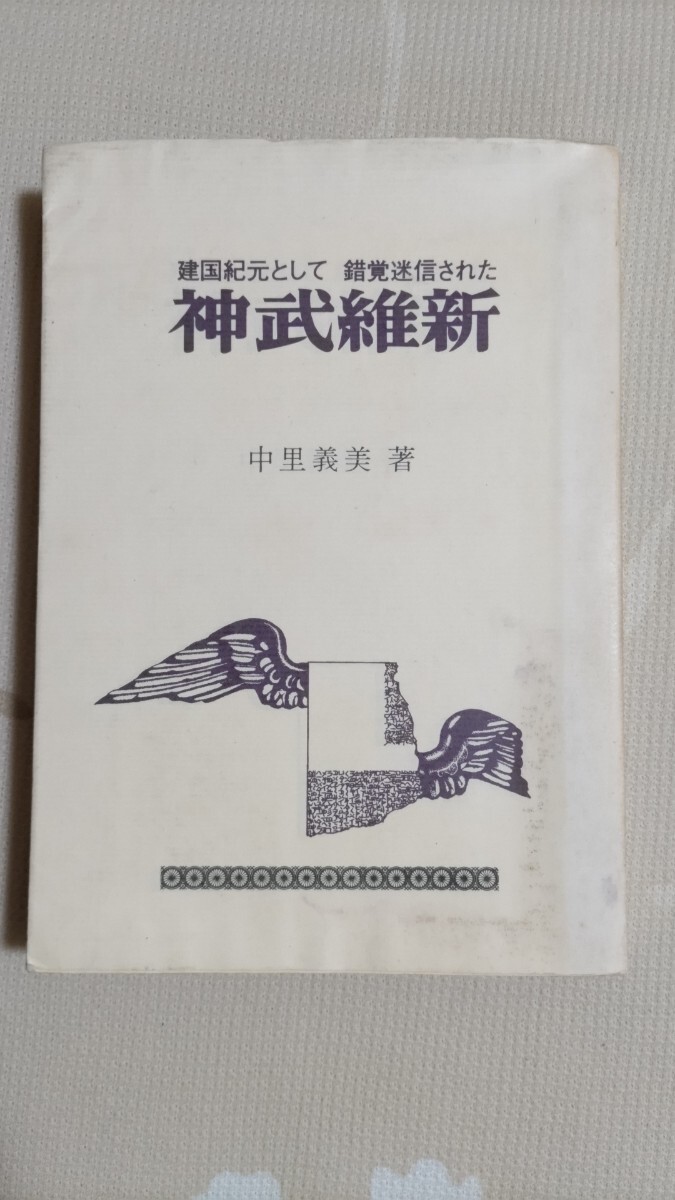 建国紀元として 錯覚迷信された
神武維新
中里義美 著